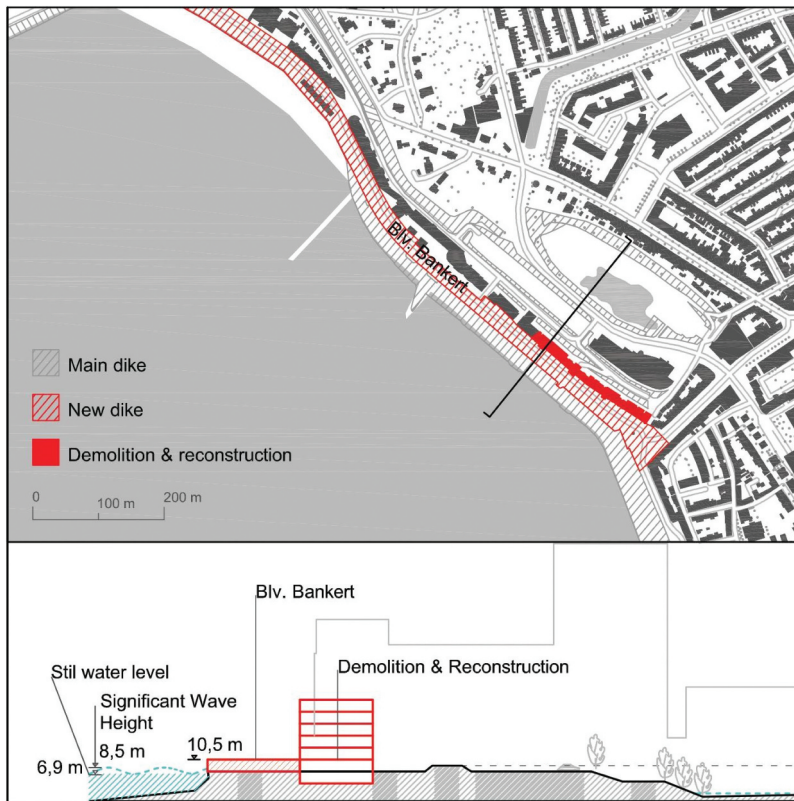 Blv. Bankert
Main dike
New dike
Demolition & reconstruction
0
100 m
200 m
Blv. Bankert
Stil water level
Demolition & Reconstruction
Significant Wave
Height
8,5 m
10,5 m
6,9 m